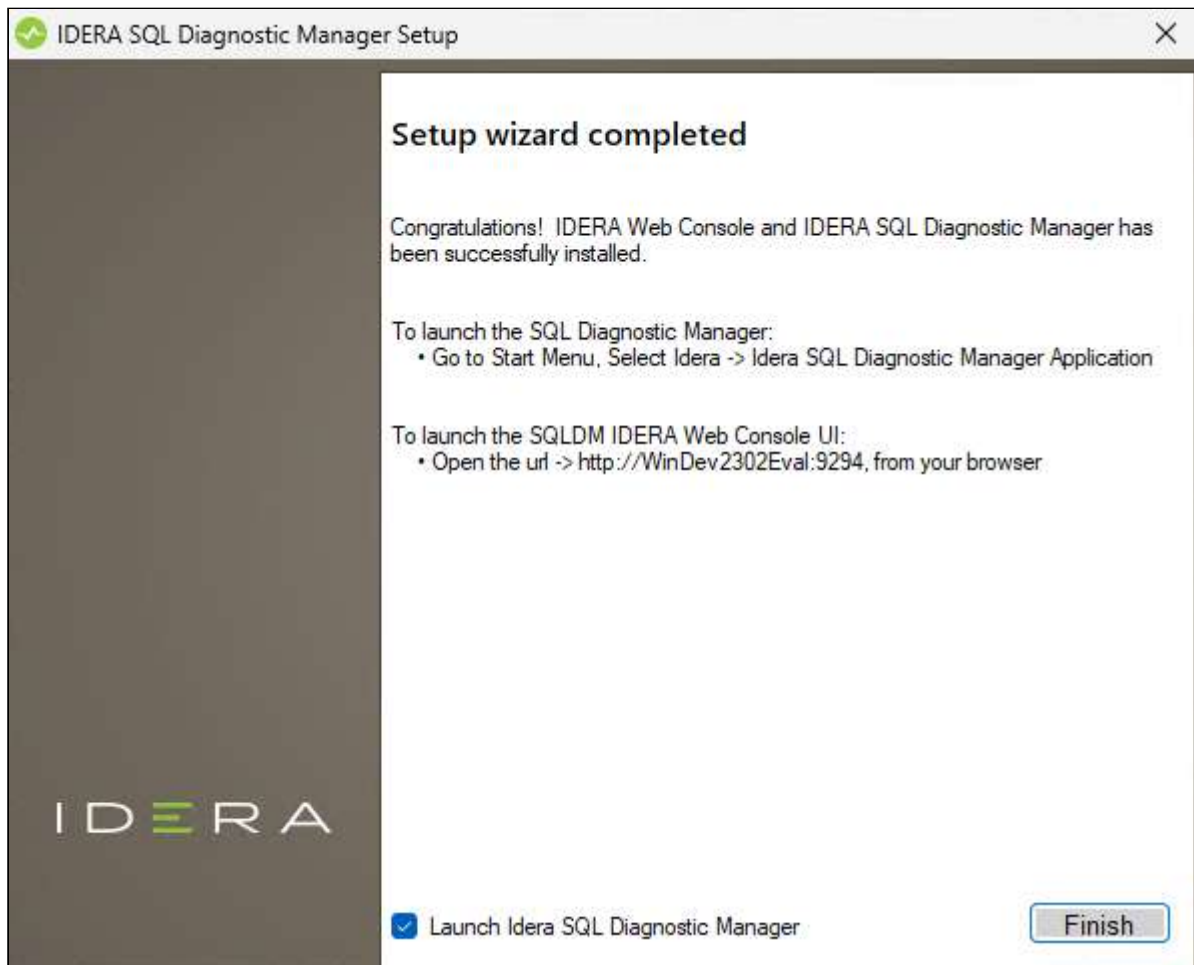 IDERA SQL Diagnostic Manager Setup
Setup wizard completed
Congratulations! IDERA Web Console and IDERA SQL Diagnostic Manager has
been successfully installed.
To launch the SQL Diagnostic Manager:
• Go to Start Menu, Select Idera -> Idera SQL Diagnostic Manager Application
To launch the SQLDM IDERA Web Console UI:
• Open the url -> http://WinDev2302Eval:9294, from your browser
IDERA
Launch Idera SQL Diagnostic Manager
Finish